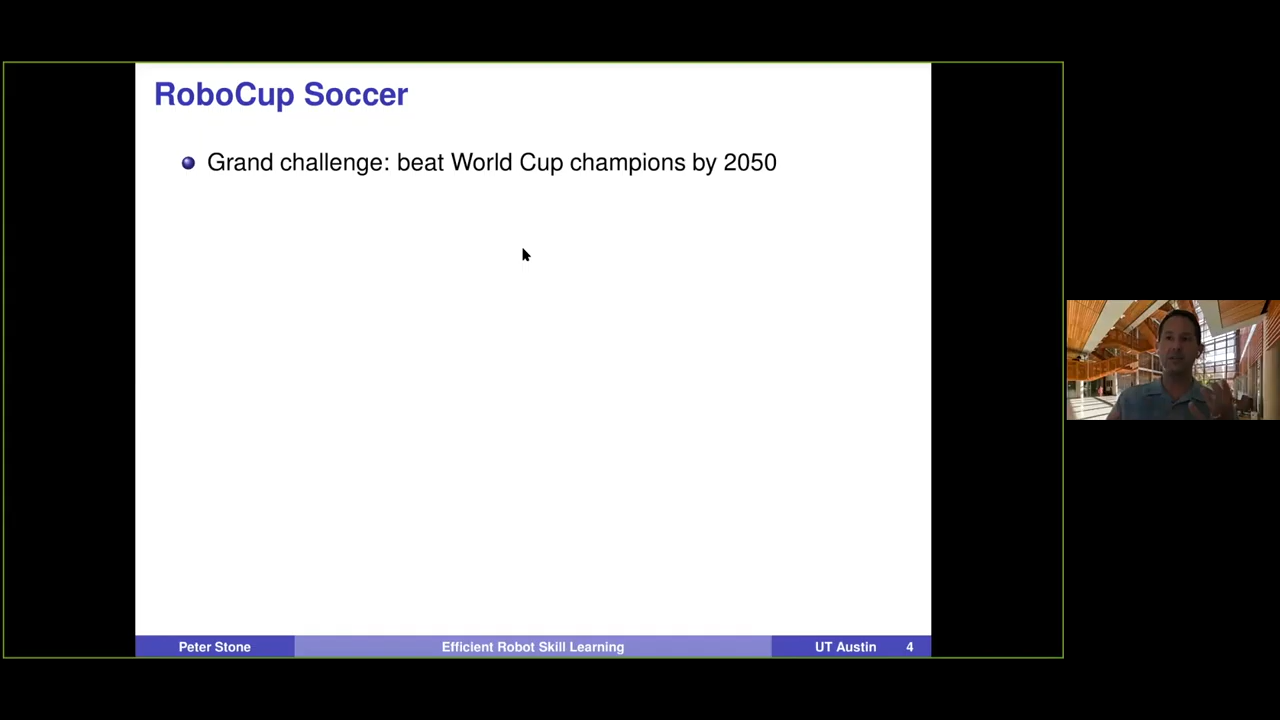 RoboCup Soccer
Grand challenge: beat World Cup champions by 2050
Peter Stone
Efficient Robot Skill Learning
UT Austin
4